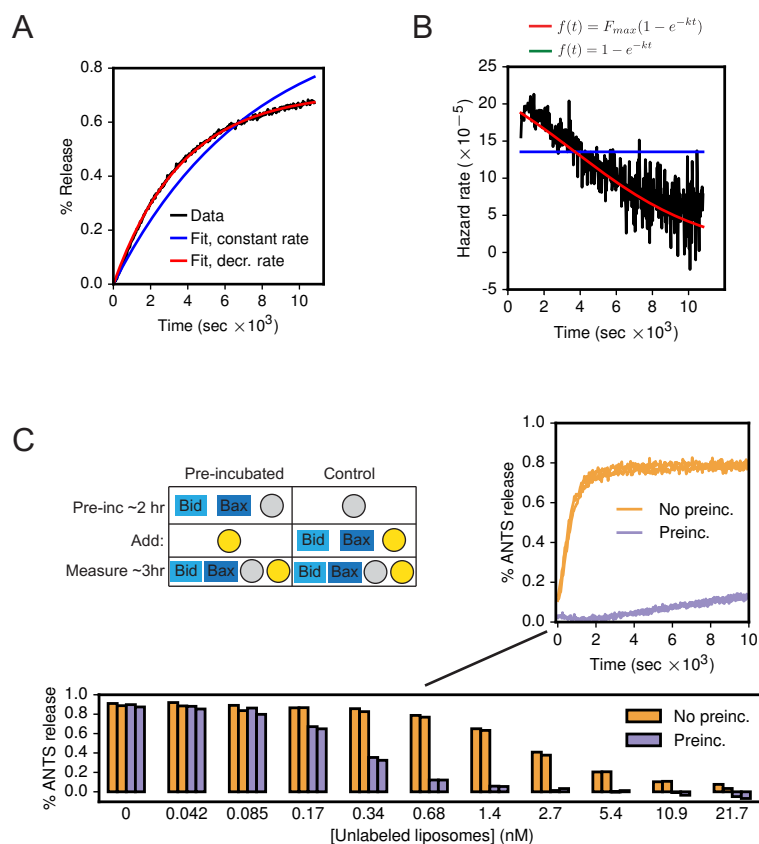 A
0.8
0.6
0.4
0.2
0.0
% Release
Data
Fit, constant rate
Fit, decr. rate
2 4 6 8 10
Time (sec ×10³)
B
f(t) = F_max(1 − e^{−kt})
f(t) = 1 − e^{−kt}
25
20
15
10
5
0
-5
Hazard rate (×10⁻⁵)
2 4 6 8 10
Time (sec ×10³)
C
Pre-incubated Control
Pre-inc ~2 hr Bid Bax
Add: Bid Bax
Measure ~3hr Bid Bax Bid Bax
1.0
0.8
0.6
0.4
0.2
0.0
% ANTS release
No preinc.
Preinc.
0 2 4 6 8 10
Time (sec ×10³)
1.0
0.8
0.6
0.4
0.2
0.0
% ANTS release
No preinc.
Preinc.
0 0.042 0.085 0.17 0.34 0.68 1.4 2.7 5.4 10.9 21.7
[Unlabeled liposomes] (nM)